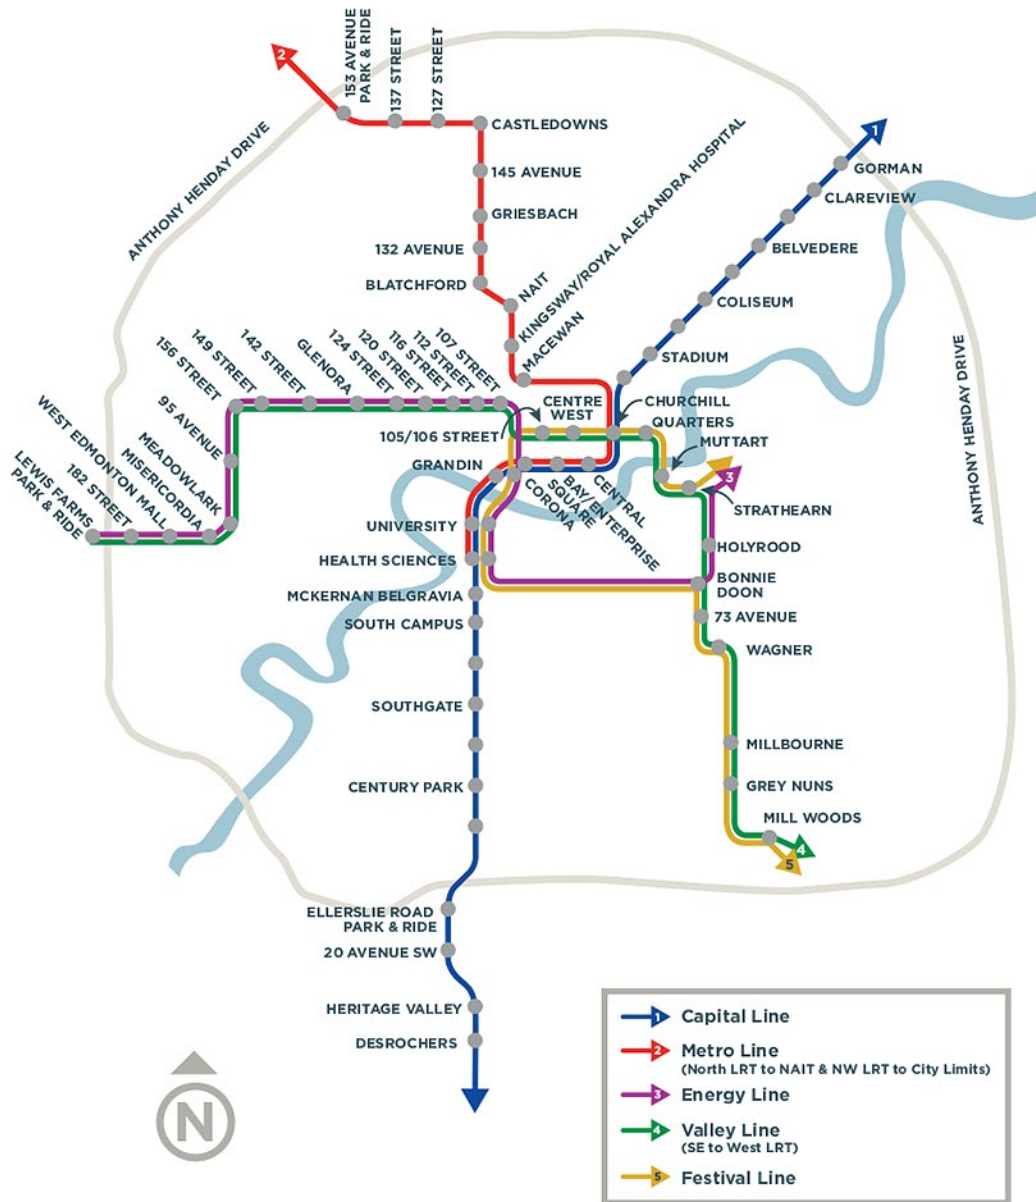 2
153 AVENUE
PARK & RIDE
137 STREET
127 STREET
CASTLEDOWNS
ANTHONY HENDAY DRIVE
145 AVENUE
GRIESBACH
132 AVENUE
BLATCHFORD
NAIT
KINGSWAY/ROYAL ALEXANDRA HOSPITAL
MACEWAN
1
GORMAN
CLAREVIEW
BELVEDERE
COLISEUM
STADIUM
ANTHONY HENDAY DRIVE
LEWIS FARMS
PARK & RIDE
182 STREET
WEST EDMONTON MALL
MISERICORDIA
MEADOWLARK
95 AVENUE
156 STREET
149 STREET
142 STREET
GLENORA
124 STREET
120 STREET
116 STREET
112 STREET
107 STREET
105/106 STREET
CENTRE
WEST
CHURCHILL
QUARTERS
MUTTART
3
STRATHEARN
GRANDIN
CORONA
BAY/ENTERPRISE
SQUARE
CENTRAL
UNIVERSITY
HEALTH SCIENCES
HOLYROOD
BONNIE
DOON
MCKERNAN BELGRAVIA
73 AVENUE
SOUTH CAMPUS
WAGNER
SOUTHGATE
MILLBOURNE
CENTURY PARK
GREY NUNS
MILL WOODS
4
5
ELLERSLIE ROAD
PARK & RIDE
20 AVENUE SW
HERITAGE VALLEY
DESROCHERS
N
1 Capital Line
2 Metro Line
(North LRT to NAIT & NW LRT to City Limits)
3 Energy Line
4 Valley Line
(SE to West LRT)
5 Festival Line